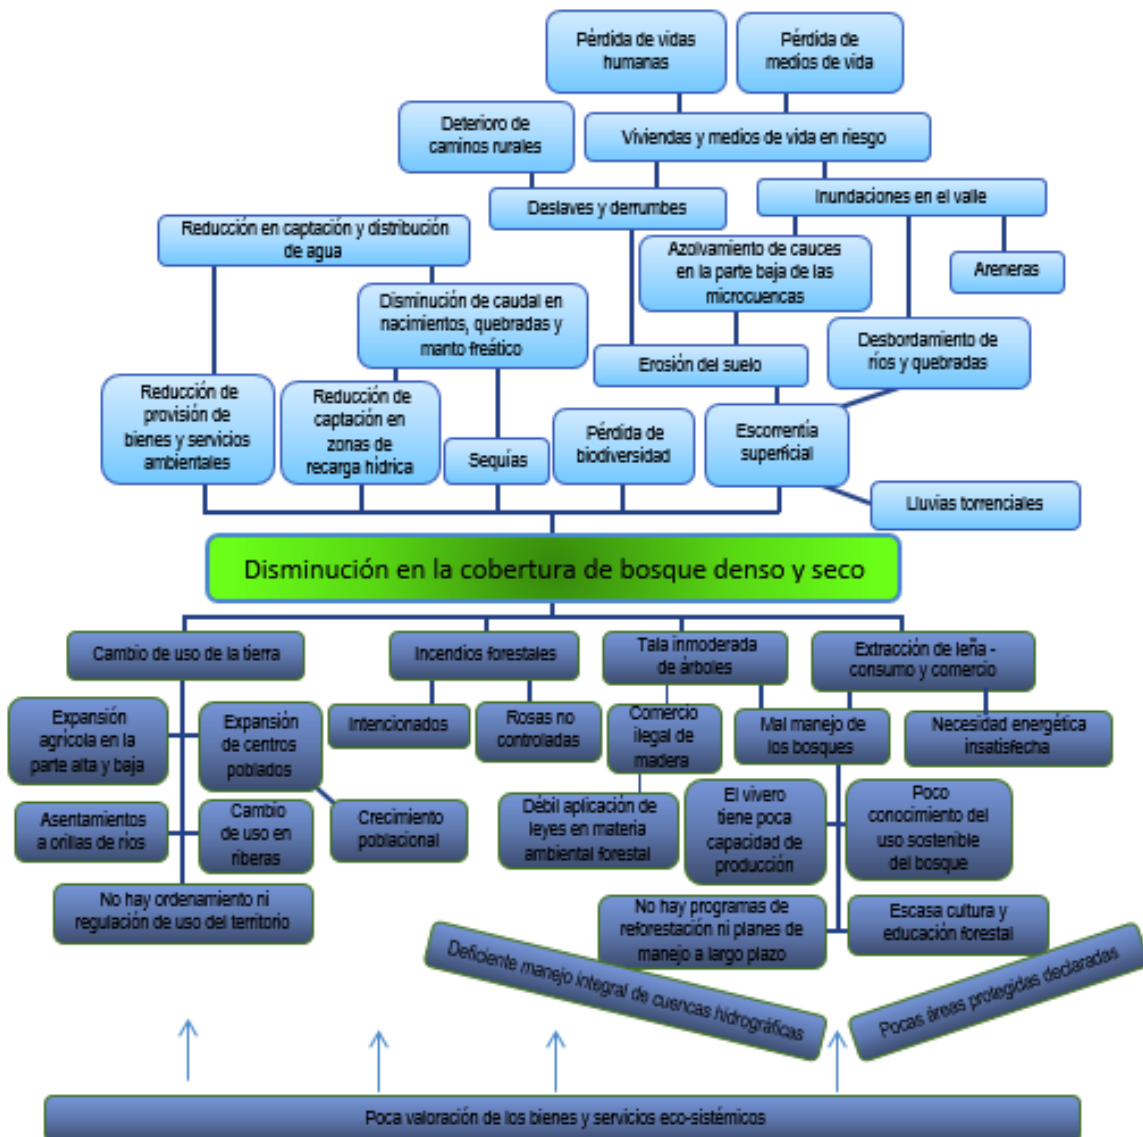 Pérdida de vidas
humanas
Pérdida de
medios de vida
Deterioro de
caminos rurales
Viviendas y medios de vida en riesgo
Deslaves y derrumbes
Inundaciones en el valle
Reducción en captación y distribución
de agua
Azolvamiento de cauces
en la parte baja de las
microcuencas
Areneras
Disminución de caudal en
nacimientos, quebradas y
manto freático
Desbordamiento de
ríos y quebradas
Erosión del suelo
Reducción de
provisión de
bienes y servicios
ambientales
Reducción de
captación en
zonas de
recarga hídrica
Sequías
Pérdida de
biodiversidad
Escorrentía
superficial
Lluvias torrenciales
Disminución en la cobertura de bosque denso y seco
Cambio de uso de la tierra
Incendios forestales
Tala inmoderada
de árboles
Extracción de leña -
consumo y comercio
Expansión
agrícola en la
parte alta y baja
Expansión
de centros
poblados
Intencionados
Rosas no
controladas
Comercio
ilegal de
madera
Mal manejo de
los bosques
Necesidad energética
insatisfecha
Asentamientos
a orillas de ríos
Cambio
de uso en
riberas
Crecimiento
poblacional
Débil aplicación de
leyes en materia
ambiental forestal
El vivero
tiene poca
capacidad de
producción
Poco
conocimiento del
uso sostenible
del bosque
No hay ordenamiento ni
regulación de uso del territorio
No hay programas de
reforestación ni planes de
manejo a largo plazo
Escasa cultura y
educación forestal
Deficiente manejo integral de cuencas hidrográficas
Pocas áreas protegidas declaradas
Poca valoración de los bienes y servicios eco-sistémicos